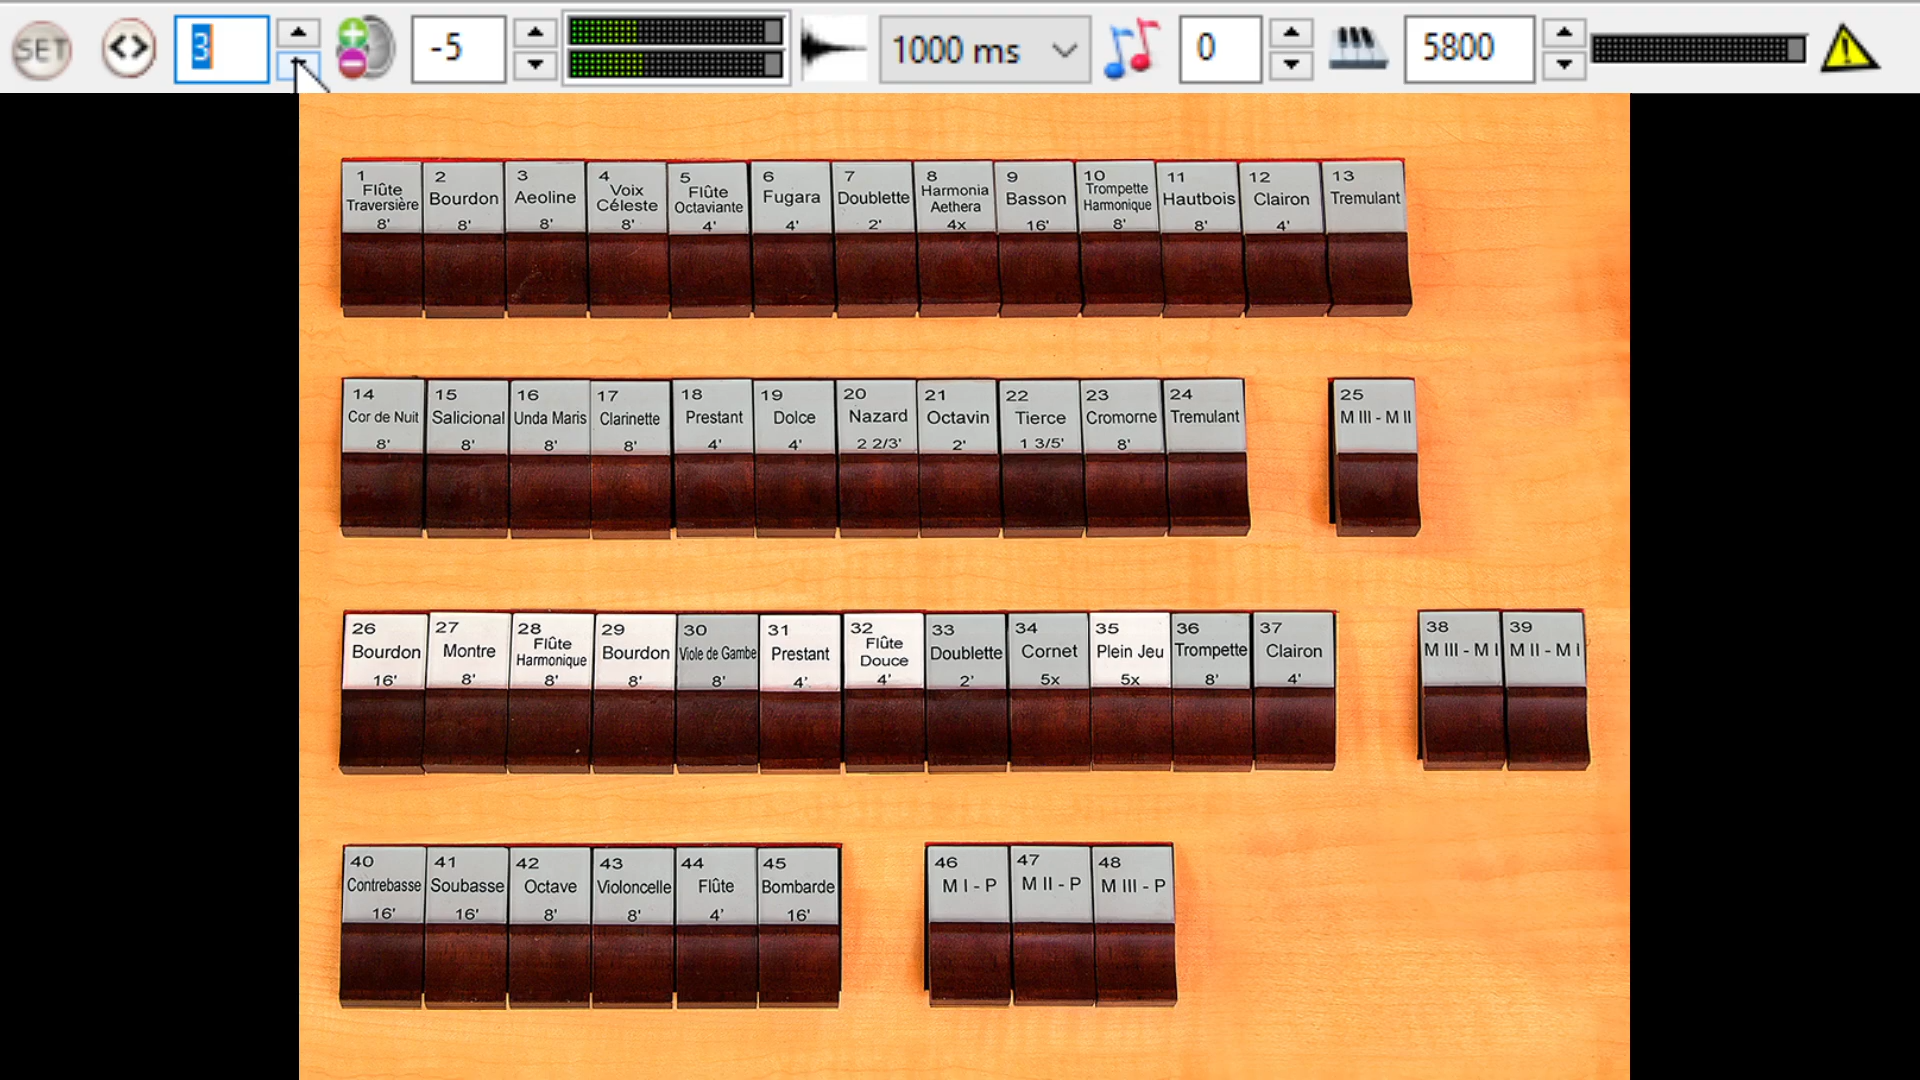 SET <> 3 -5 1000 ms 0 5800
1 Flûte Traversière 8'
2 Bourdon 8'
3 Aeoline 8'
4 Voix Céleste 8'
5 Flûte Octaviante 4'
6 Fugara 4'
7 Doublette 2'
8 Harmonia Aethera 4x
9 Basson 16'
10 Trompette Harmonique 8'
11 Hautbois 8'
12 Clairon 4'
13 Tremulant
14 Cor de Nuit 8'
15 Salicional 8'
16 Unda Maris 8'
17 Clarinette 8'
18 Prestant 4'
19 Dolce 4'
20 Nazard 2 2/3'
21 Octavin 2'
22 Tierce 1 3/5'
23 Cromorne 8'
24 Tremulant
25 M III - M II
26 Bourdon 16'
27 Montre 8'
28 Flûte Harmonique 8'
29 Bourdon 8'
30 Viole de Gambe 8'
31 Prestant 4'
32 Flûte Douce 4'
33 Doublette 2'
34 Cornet 5x
35 Plein Jeu 5x
36 Trompette 8'
37 Clairon 4'
38 M III - M I
39 M II - M I
40 Contrebasse 16'
41 Soubasse 16'
42 Octave 8'
43 Violoncelle 8'
44 Flûte 4'
45 Bombarde 16'
46 M I - P
47 M II - P
48 M III - P